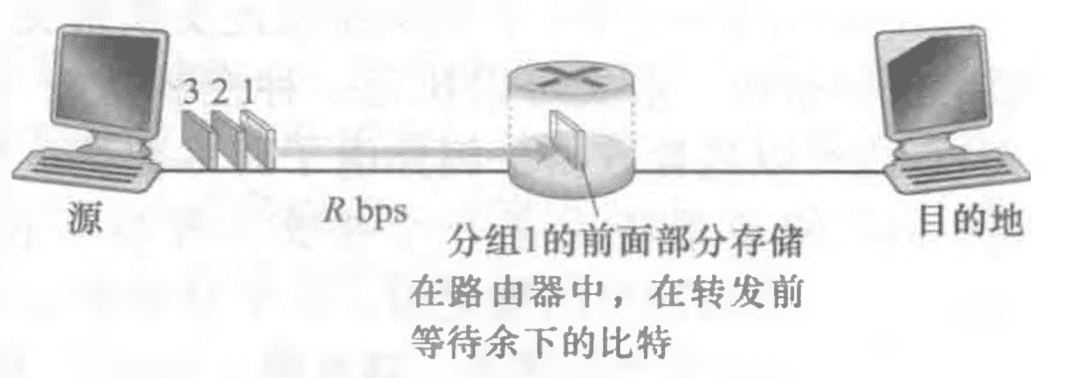 3 2 1
源
R bps
目的地
分组1的前面部分存储
在路由器中，在转发前
等待余下的比特